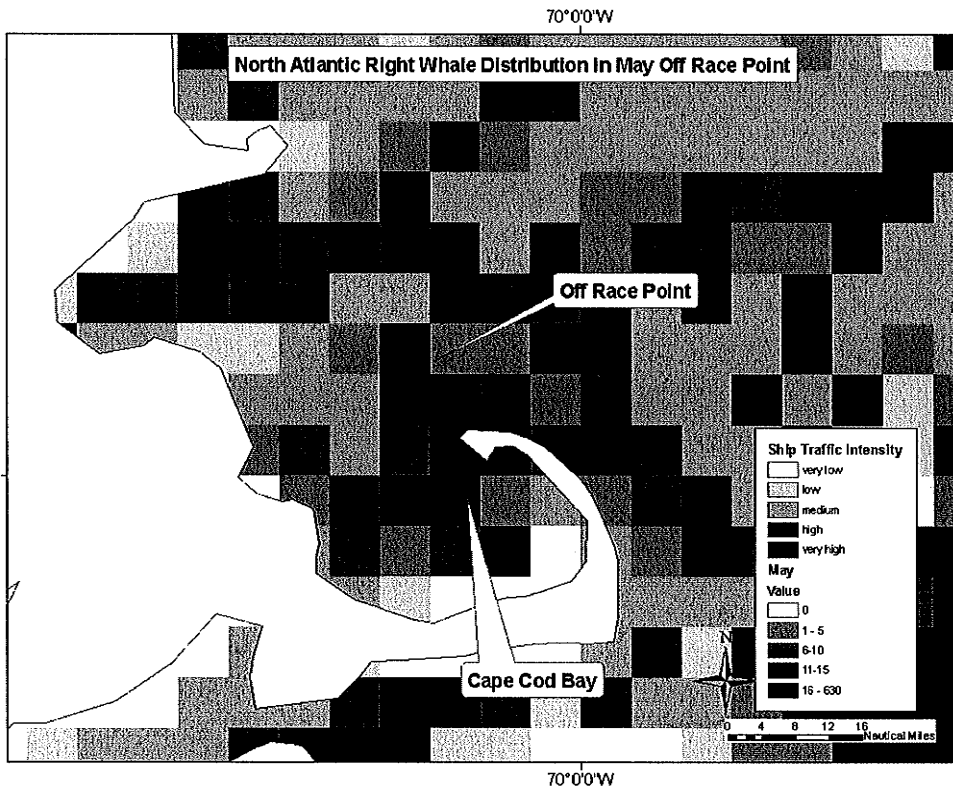 70°0'0"W
North Atlantic Right Whale Distribution in May Off Race Point
Off Race Point
Ship Traffic Intensity
very low
low
medium
high
very high
May
Value
0
1 - 5
6-10
11-15
16 - 630
N
Cape Cod Bay
0 2 4 8 12 16
Nautical Miles
70°0'0"W